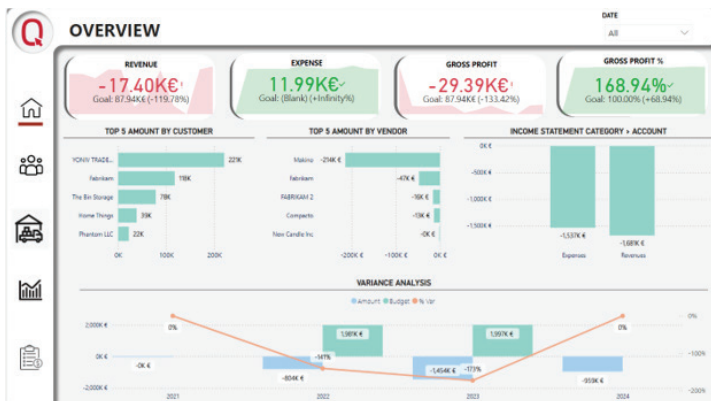 Q
OVERVIEW
DATE
All
REVENUE
-17.40K€!
Goal: 87.94K€ (-119.78%)
EXPENSE
11.99K€✓
Goal: (Blank) (+Infinity%)
GROSS PROFIT
-29.39K€!
Goal: 87.94K€ (-133.42%)
GROSS PROFIT %
168.94%✓
Goal: 100.00% (+68.94%)
TOP 5 AMOUNT BY CUSTOMER
YONIV TRADE...
221K
Fabrikam
118K
The Bin Storage
78K
Home Things
39K
Phantom LLC
22K
0K
100K
200K
TOP 5 AMOUNT BY VENDOR
Makino
-214K €
Fabrikam
-47K €
FABRIKAM 2
-16K €
Compacto
-13K €
New Candle Inc
-0K €
-200K €
-100K €
0K €
INCOME STATEMENT CATEGORY > ACCOUNT
0K €
-500K €
-1,000K €
-1,500K €
-1,537K €
-1,681K €
Expenses
Revenues
VARIANCE ANALYSIS
Amount
Budget
% Var
2,000K €
0K €
-2,000K €
0%
-0K €
1,981K €
-141%
-804K €
1,997K €
-1,454K €
-173%
0%
-959K €
0%
-100%
-200%
2021
2022
2023
2024